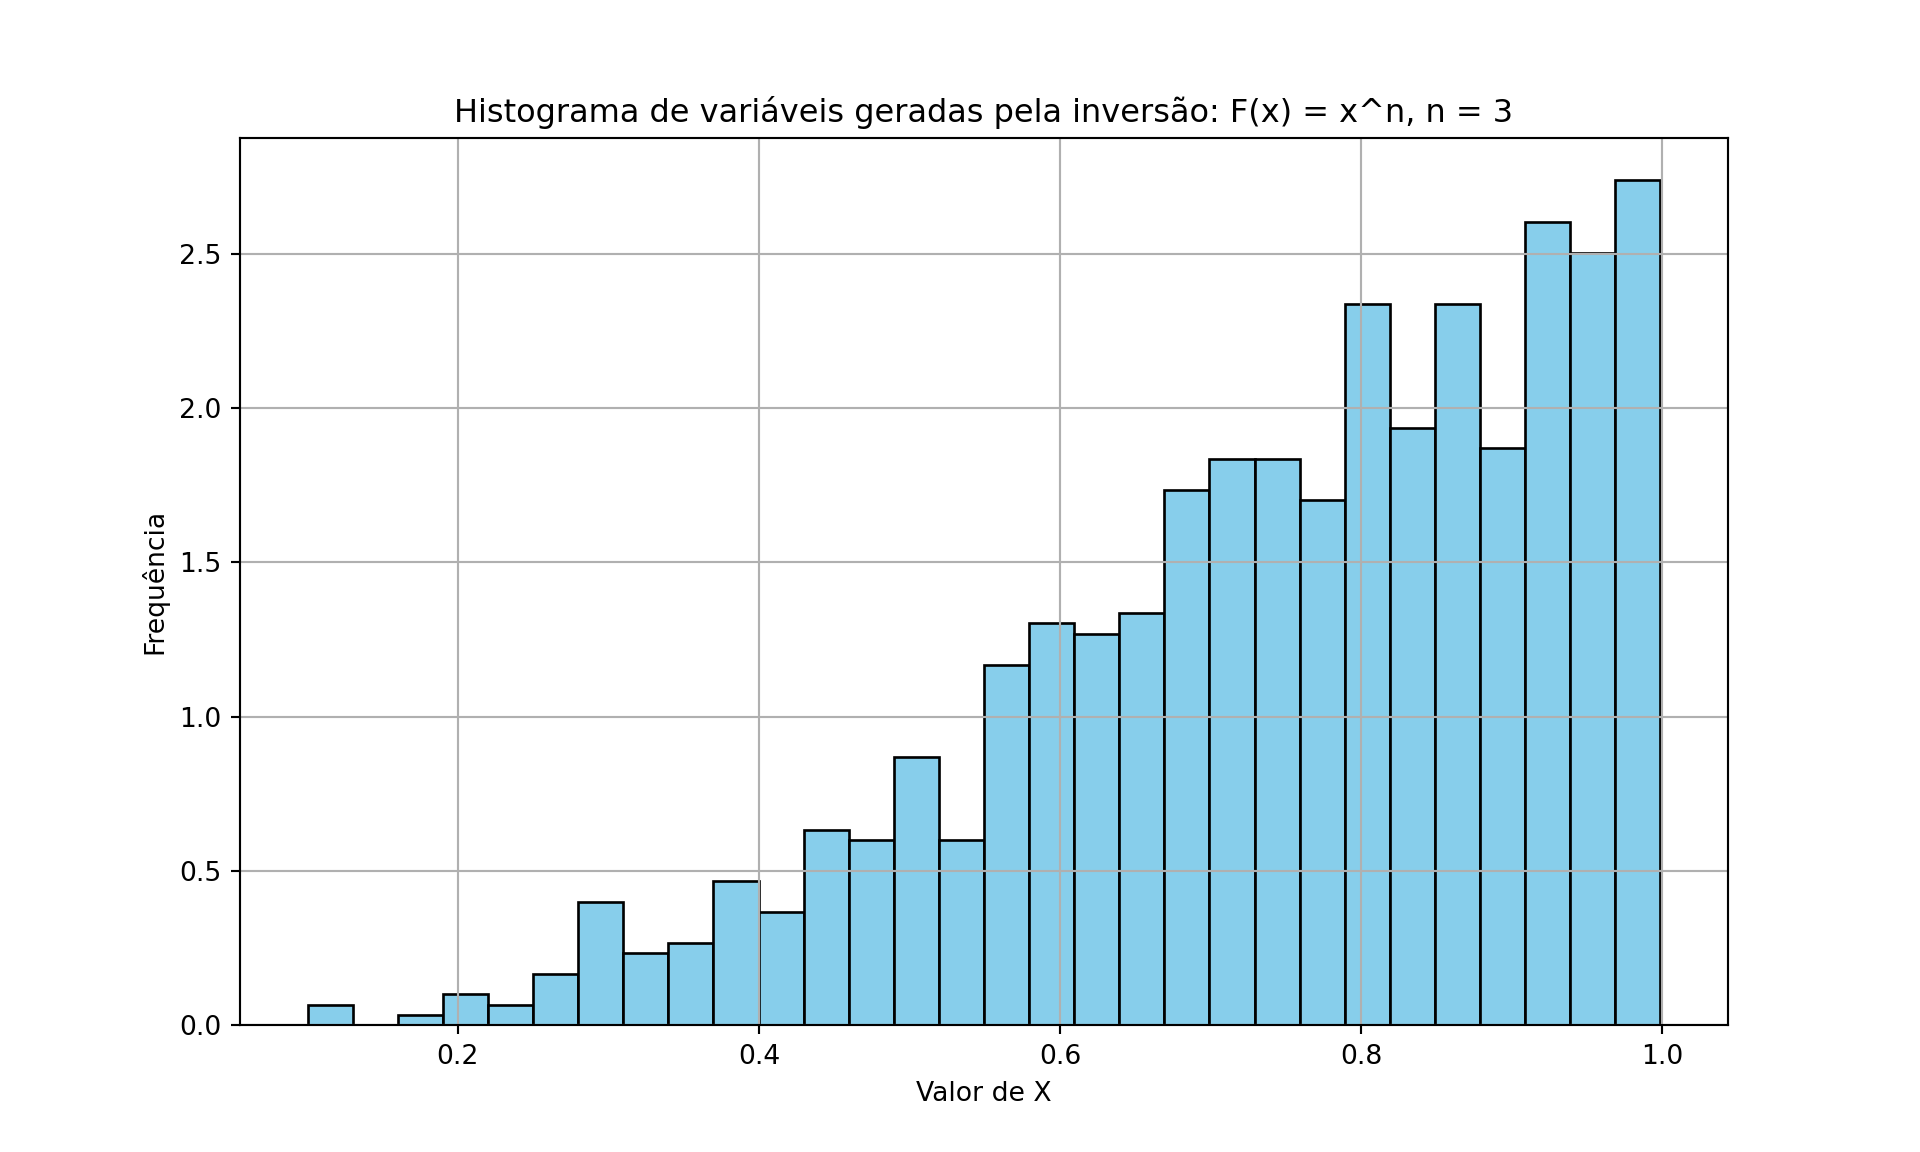 Histograma de variáveis geradas pela inversão: F(x) = x^n, n = 3
2.5
2.0
1.5
1.0
0.5
0.0
Frequência
0.2 0.4 0.6 0.8 1.0
Valor de X